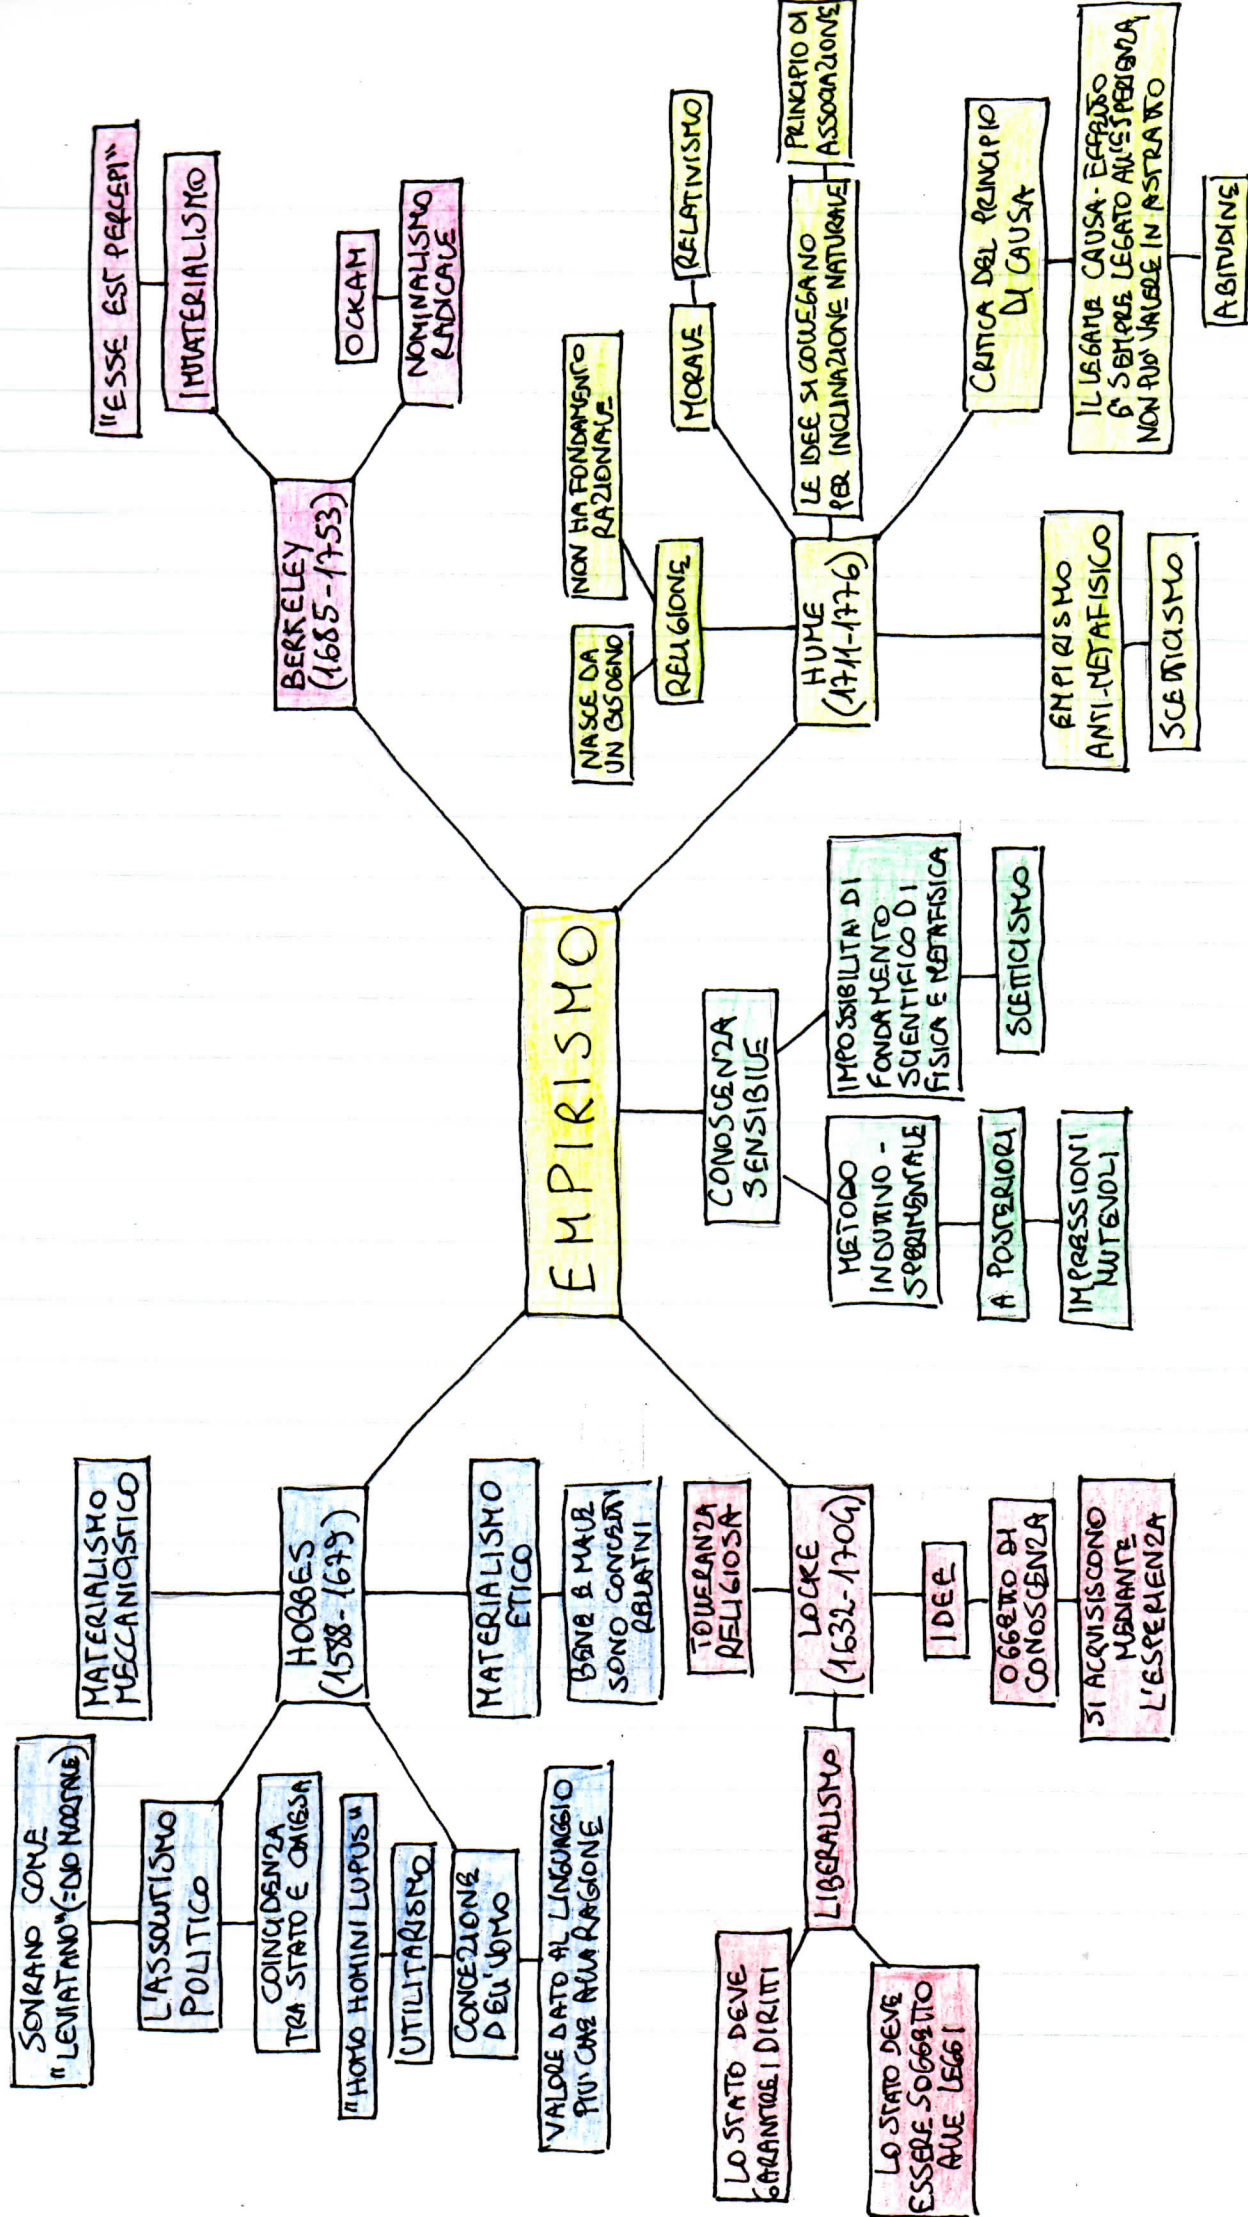 EMPIRISMO
HOBBES
(1588-1679)
MATERIALISMO
MECCANICISTICO
SOVRANO COME
"LEVIATANO" (=DIO MORTALE)
L'ASSOLUTISMO
POLITICO
COINCIDENZA
TRA STATO E CHIESA
"HOMO HOMINI LUPUS"
UTILITARISMO
CONCEZIONE
DELL'UOMO
VALORE DATO AL LINGUAGGIO
PIU' CHE ALLA RAGIONE
MATERIALISMO
ETICO
BENE E MALE
SONO CONCETTI
RELATIVI
BERKELEY
(1685-1753)
"ESSE EST PERCEPI"
IMMATERIALISMO
OCKAM
NOMINALISMO
RADICALE
TOLLERANZA
RELIGIOSA
LOCKE
(1632-1704)
LIBERALISMO
LO STATO DEVE
GARANTIRE I DIRITTI
LO STATO DEVE
ESSERE SOGGETTO
ALLE LEGGI
IDEE
OGGETTO DI
CONOSCENZA
SI ACQUISISCONO
MEDIANTE
L'ESPERIENZA
CONOSCENZA
SENSIBILE
METODO
INDUTTIVO -
SPERIMENTALE
A POSTERIORI
IMPRESSIONI
MUTEVOLI
IMPOSSIBILITA' DI
FONDAMENTO
SCIENTIFICO DI
FISICA E METAFISICA
SCETTICISMO
HUME
(1711-1776)
NASCE DA
UN BISOGNO
NON HA FONDAMENTO
RAZIONALE
RELIGIONE
MORALE
RELATIVISMO
LE IDEE SI COLLEGANO
PER INCLINAZIONE NATURALE
PRINCIPIO DI
ASSOCIAZIONE
CRITICA DEL PRINCIPIO
DI CAUSA
IL LEGAME CAUSA-EFFETTO
E' SEMPRE LEGATO ALL'ESPERIENZA,
NON PUO' VALERE IN ASTRATTO
ABITUDINE
EMPIRISMO
ANTI-METAFISICO
SCETTICISMO